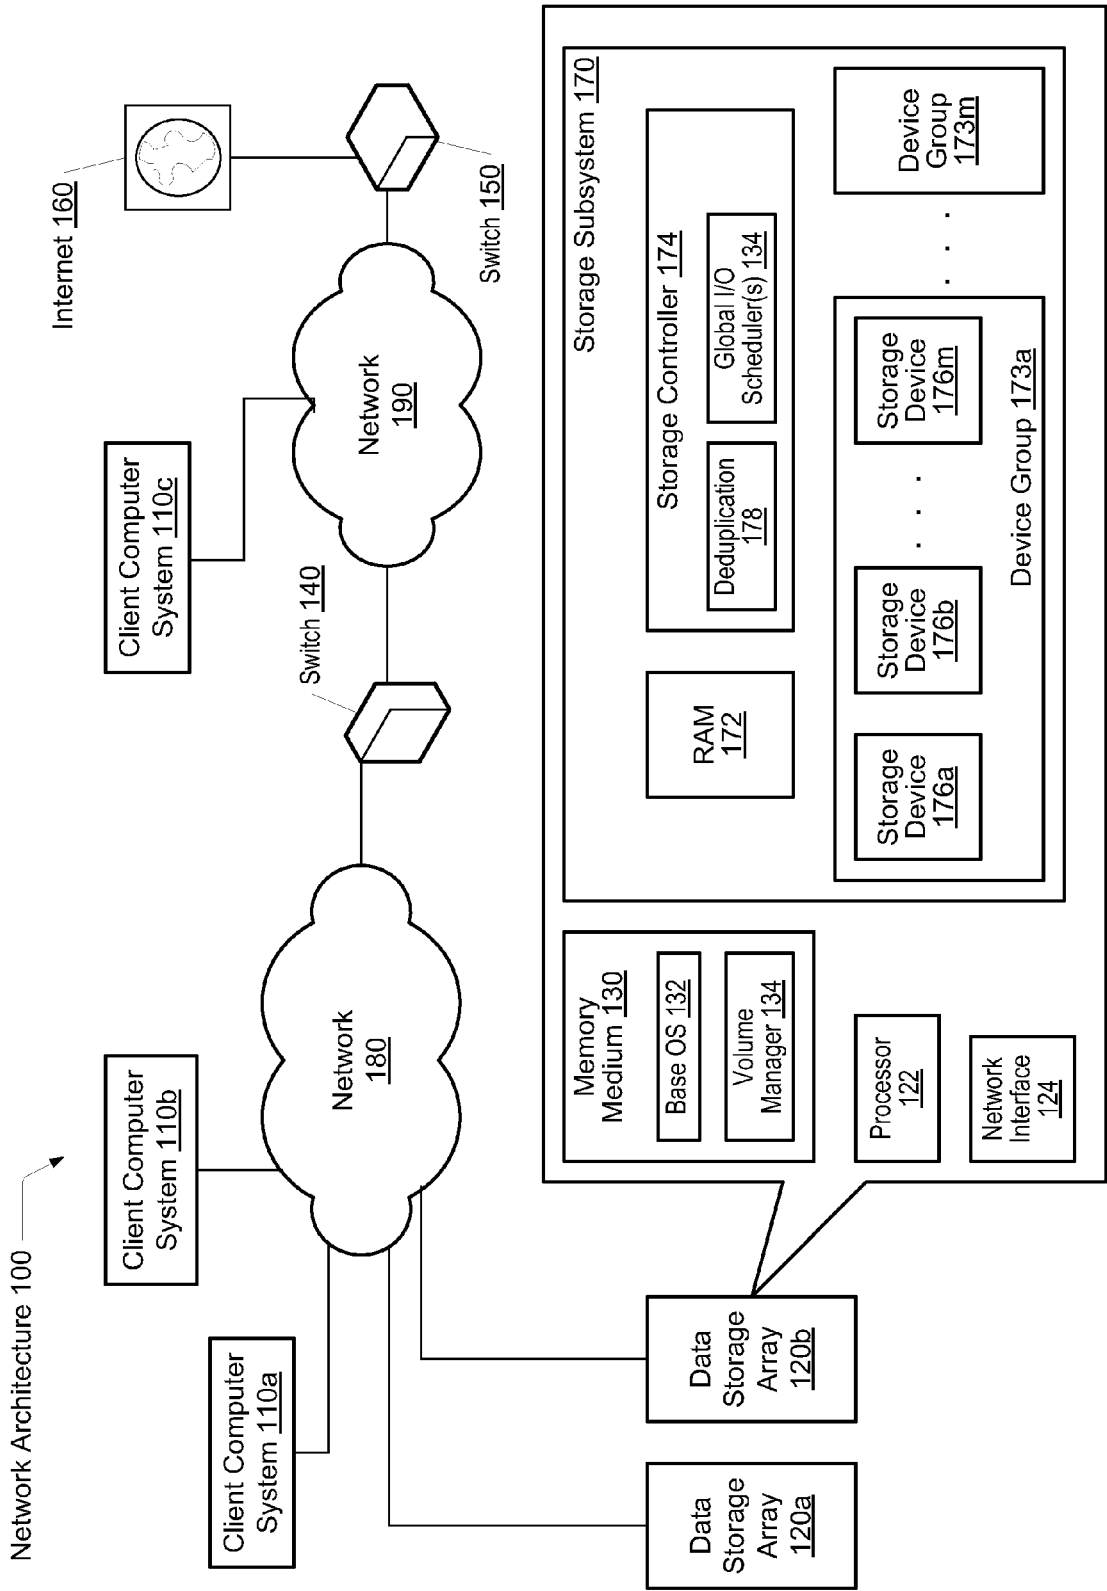 Network Architecture 100
Client Computer
System 110a
Client Computer
System 110b
Client Computer
System 110c
Internet 160
Network
180
Switch 140
Network
190
Switch 150
Data
Storage
Array
120a
Data
Storage
Array
120b
Memory
Medium 130
Base OS 132
Volume
Manager 134
Processor
122
Network
Interface
124
Storage Subsystem 170
RAM
172
Storage Controller 174
Deduplication
178
Global I/O
Scheduler(s) 134
Storage
Device
176a
Storage
Device
176b
. . .
Storage
Device
176m
Device Group 173a
. . .
Device
Group
173m